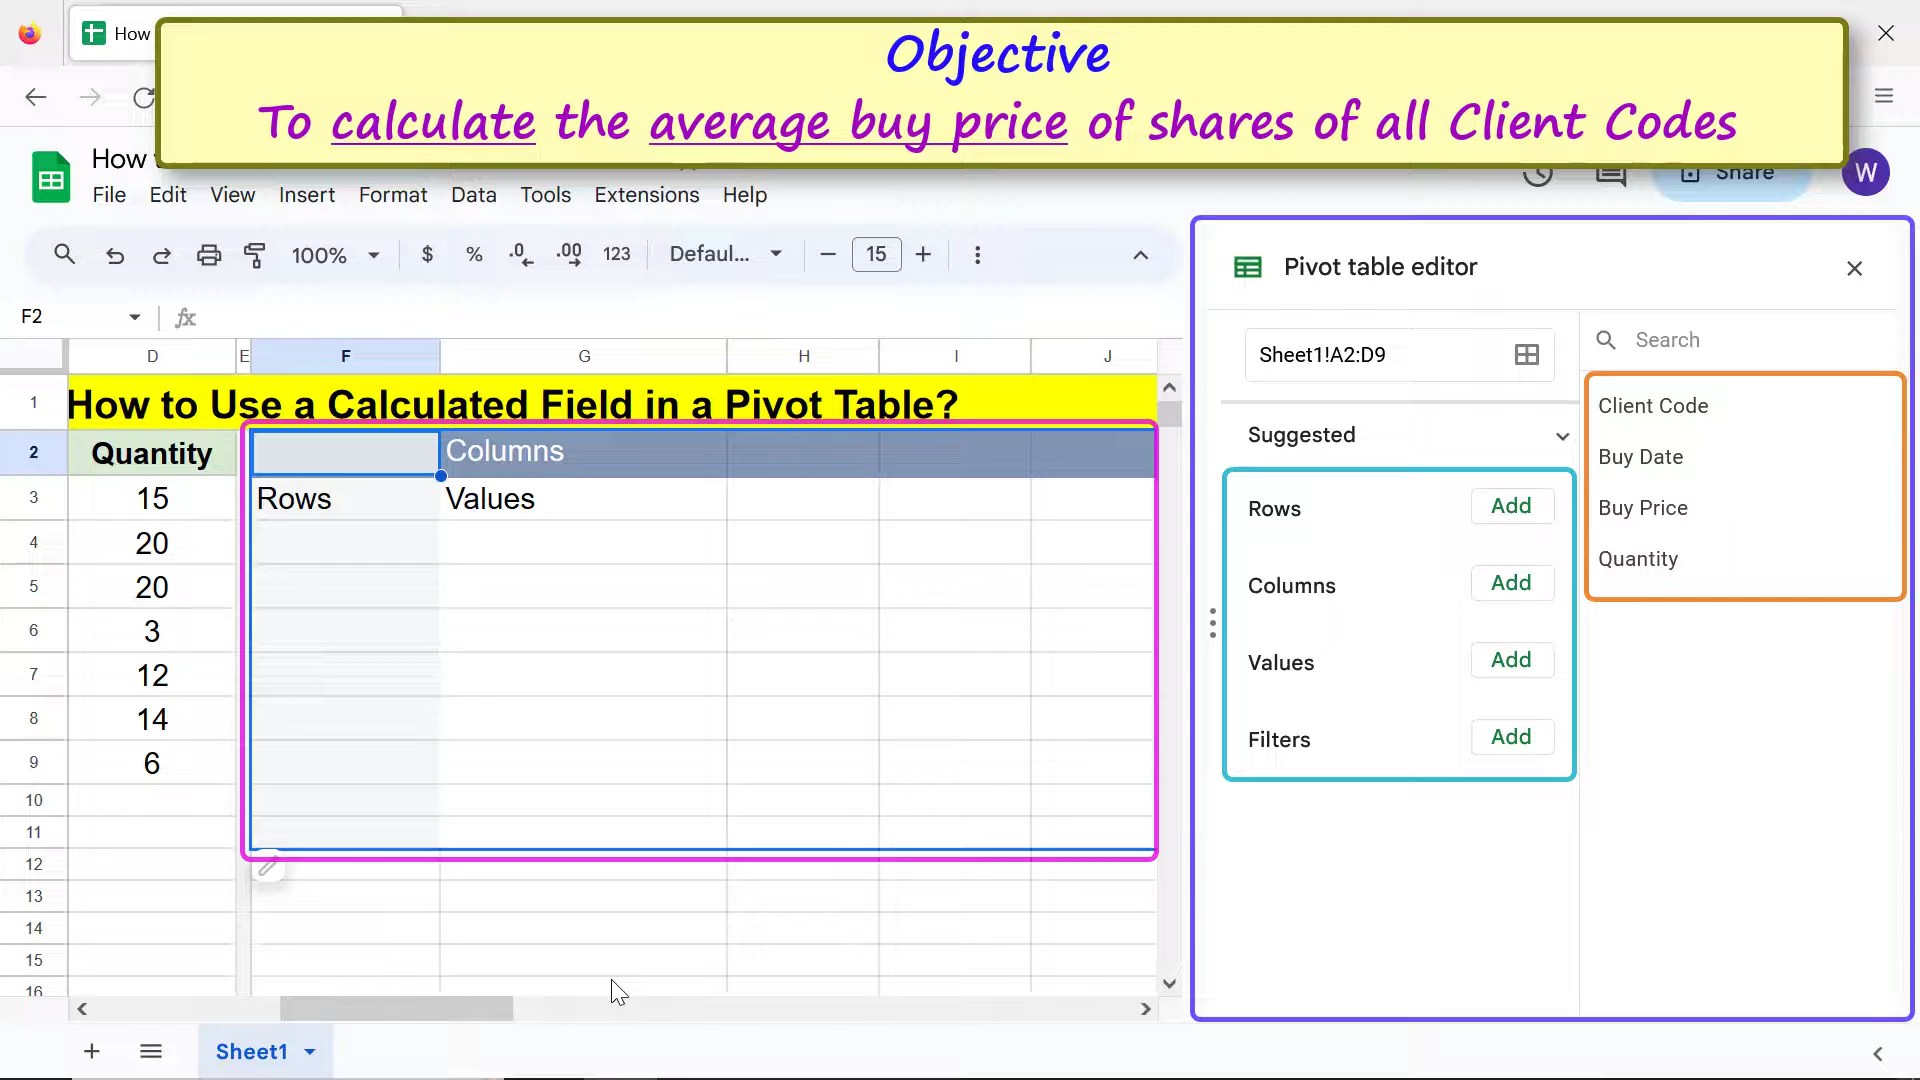 Objective
To calculate the average buy price of shares of all Client Codes
How
How
File Edit View Insert Format Data Tools Extensions Help
Share
W
100% $ % .0 .00 123 Defaul... 15
F2 fx
Pivot table editor
Sheet1!A2:D9
Search
Suggested
Rows Add
Columns Add
Values Add
Filters Add
Client Code
Buy Date
Buy Price
Quantity
D E F G H I J
1 How to Use a Calculated Field in a Pivot Table?
2 Quantity Columns
3 15 Rows Values
4 20
5 20
6 3
7 12
8 14
9 6
10
11
12
13
14
15
16
Sheet1